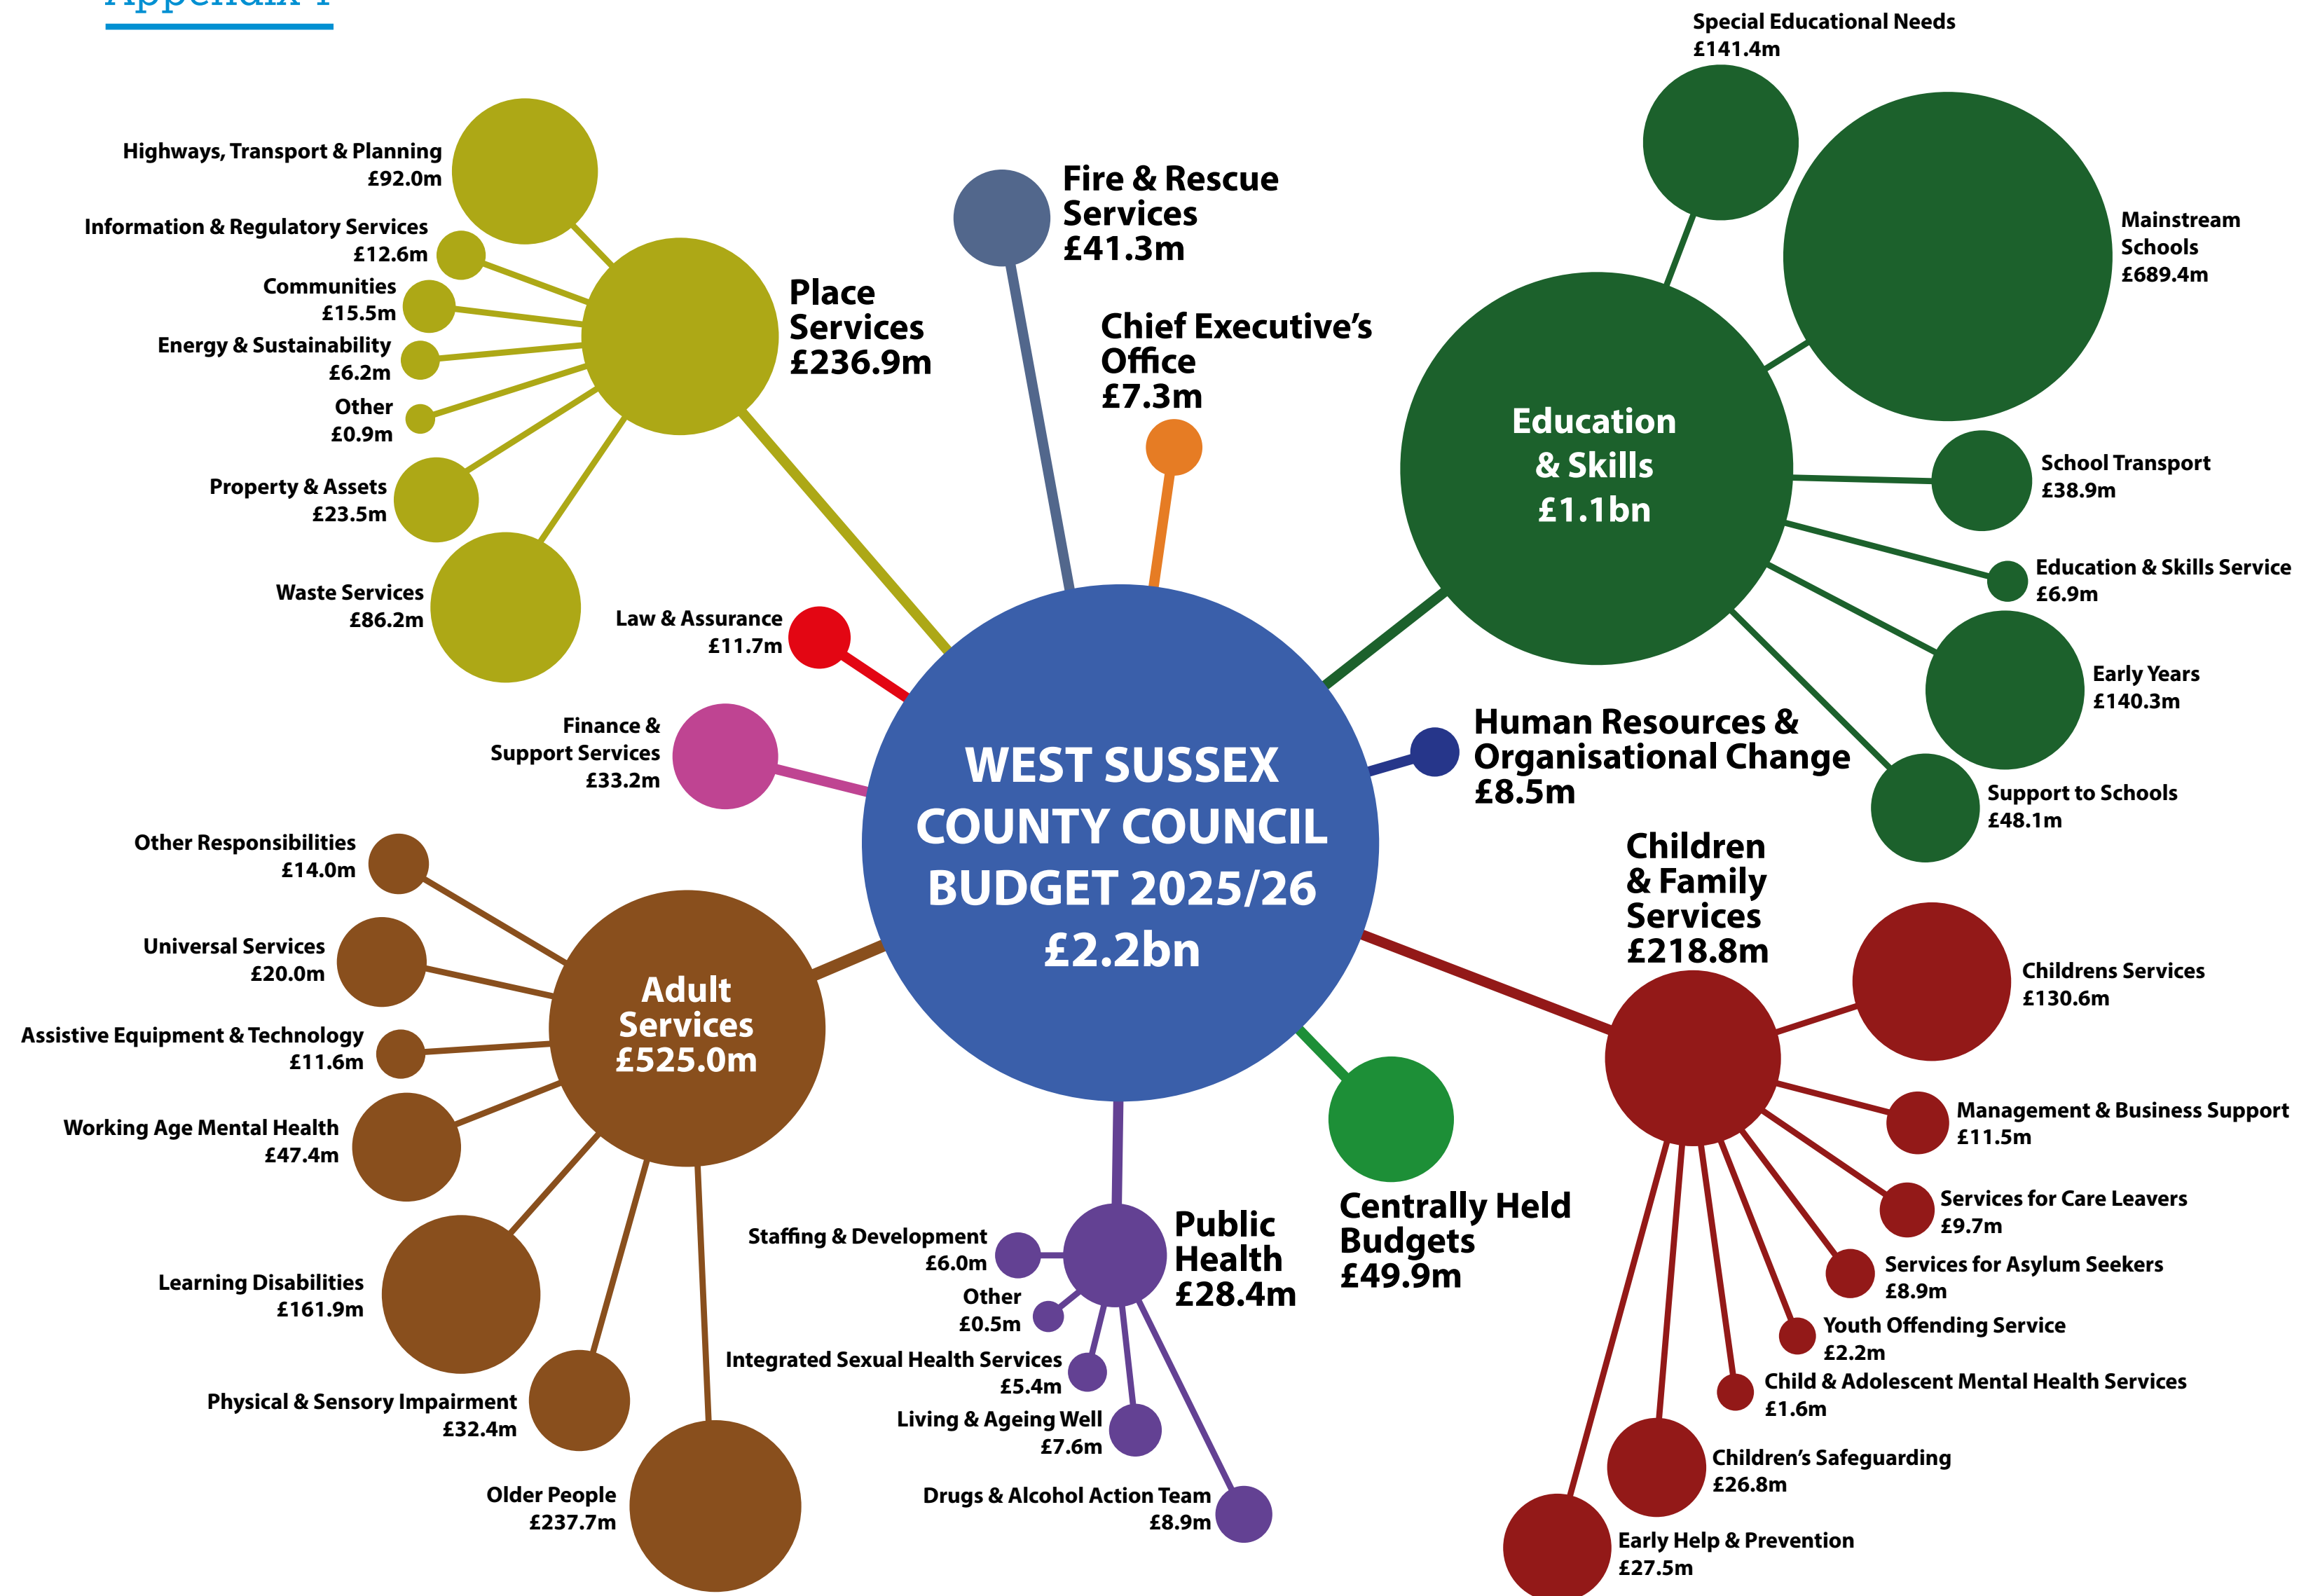 Appendix 1
Special Educational Needs
£141.4m
Highways, Transport & Planning
£92.0m
Information & Regulatory Services
£12.6m
Communities
£15.5m
Energy & Sustainability
£6.2m
Other
£0.9m
Property & Assets
£23.5m
Waste Services
£86.2m
Place
Services
£236.9m
Fire & Rescue
Services
£41.3m
Chief Executive’s
Office
£7.3m
Education
& Skills
£1.1bn
Mainstream
Schools
£689.4m
School Transport
£38.9m
Education & Skills Service
£6.9m
Early Years
£140.3m
Support to Schools
£48.1m
Law & Assurance
£11.7m
Finance &
Support Services
£33.2m
WEST SUSSEX
COUNTY COUNCIL
BUDGET 2025/26
£2.2bn
Human Resources &
Organisational Change
£8.5m
Children
& Family
Services
£218.8m
Childrens Services
£130.6m
Management & Business Support
£11.5m
Services for Care Leavers
£9.7m
Services for Asylum Seekers
£8.9m
Youth Offending Service
£2.2m
Child & Adolescent Mental Health Services
£1.6m
Children’s Safeguarding
£26.8m
Early Help & Prevention
£27.5m
Other Responsibilities
£14.0m
Universal Services
£20.0m
Assistive Equipment & Technology
£11.6m
Working Age Mental Health
£47.4m
Learning Disabilities
£161.9m
Physical & Sensory Impairment
£32.4m
Older People
£237.7m
Adult
Services
£525.0m
Public
Health
£28.4m
Staffing & Development
£6.0m
Other
£0.5m
Integrated Sexual Health Services
£5.4m
Living & Ageing Well
£7.6m
Drugs & Alcohol Action Team
£8.9m
Centrally Held
Budgets
£49.9m